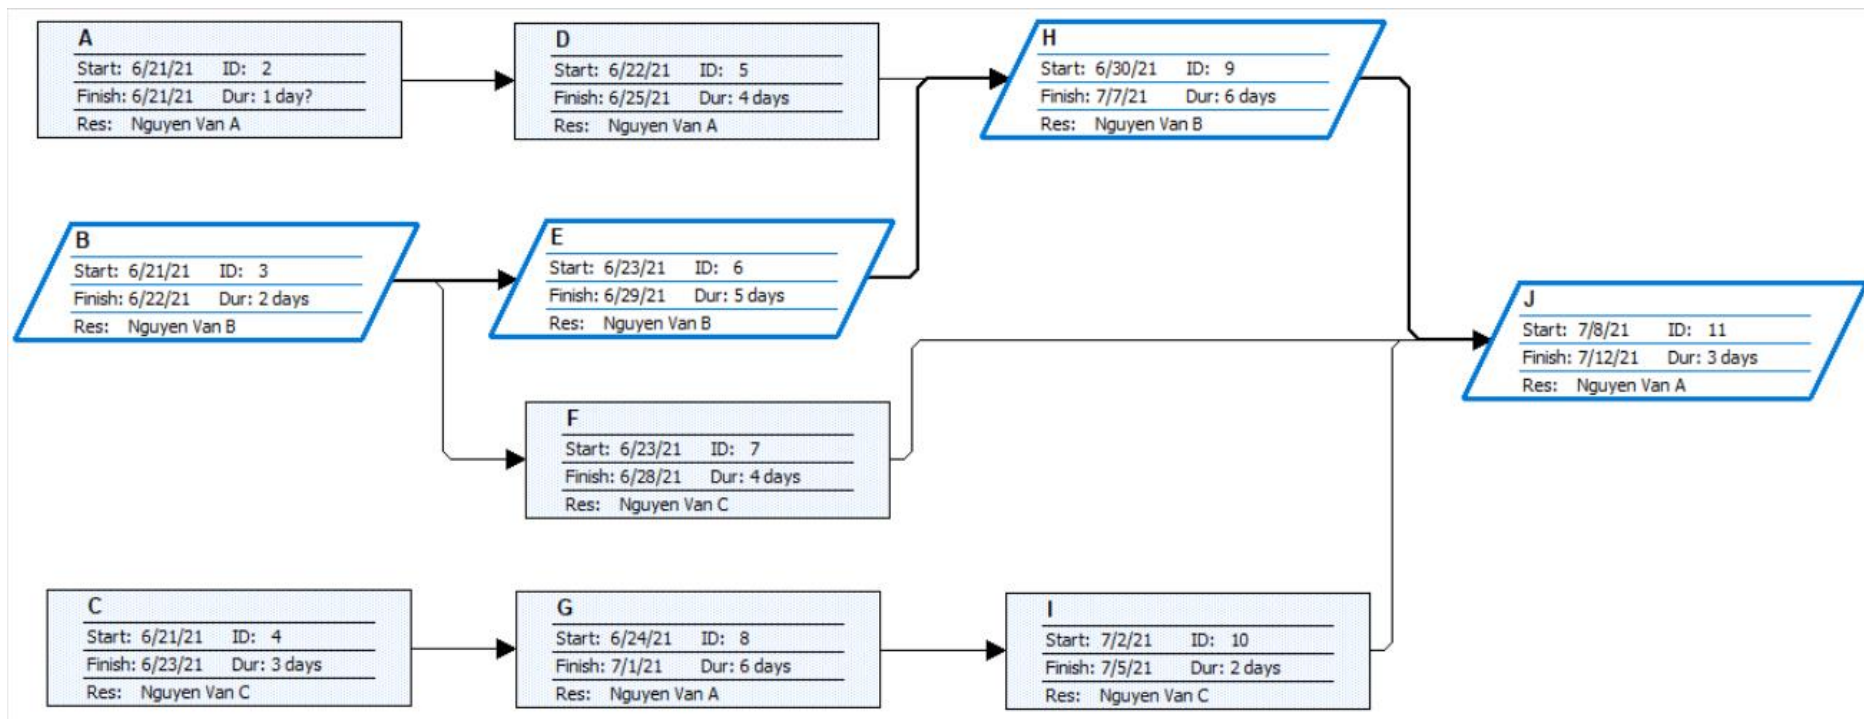 A
Start: 6/21/21 ID: 2
Finish: 6/21/21 Dur: 1 day?
Res: Nguyen Van A
D
Start: 6/22/21 ID: 5
Finish: 6/25/21 Dur: 4 days
Res: Nguyen Van A
H
Start: 6/30/21 ID: 9
Finish: 7/7/21 Dur: 6 days
Res: Nguyen Van B
B
Start: 6/21/21 ID: 3
Finish: 6/22/21 Dur: 2 days
Res: Nguyen Van B
E
Start: 6/23/21 ID: 6
Finish: 6/29/21 Dur: 5 days
Res: Nguyen Van B
J
Start: 7/8/21 ID: 11
Finish: 7/12/21 Dur: 3 days
Res: Nguyen Van A
F
Start: 6/23/21 ID: 7
Finish: 6/28/21 Dur: 4 days
Res: Nguyen Van C
C
Start: 6/21/21 ID: 4
Finish: 6/23/21 Dur: 3 days
Res: Nguyen Van C
G
Start: 6/24/21 ID: 8
Finish: 7/1/21 Dur: 6 days
Res: Nguyen Van A
I
Start: 7/2/21 ID: 10
Finish: 7/5/21 Dur: 2 days
Res: Nguyen Van C